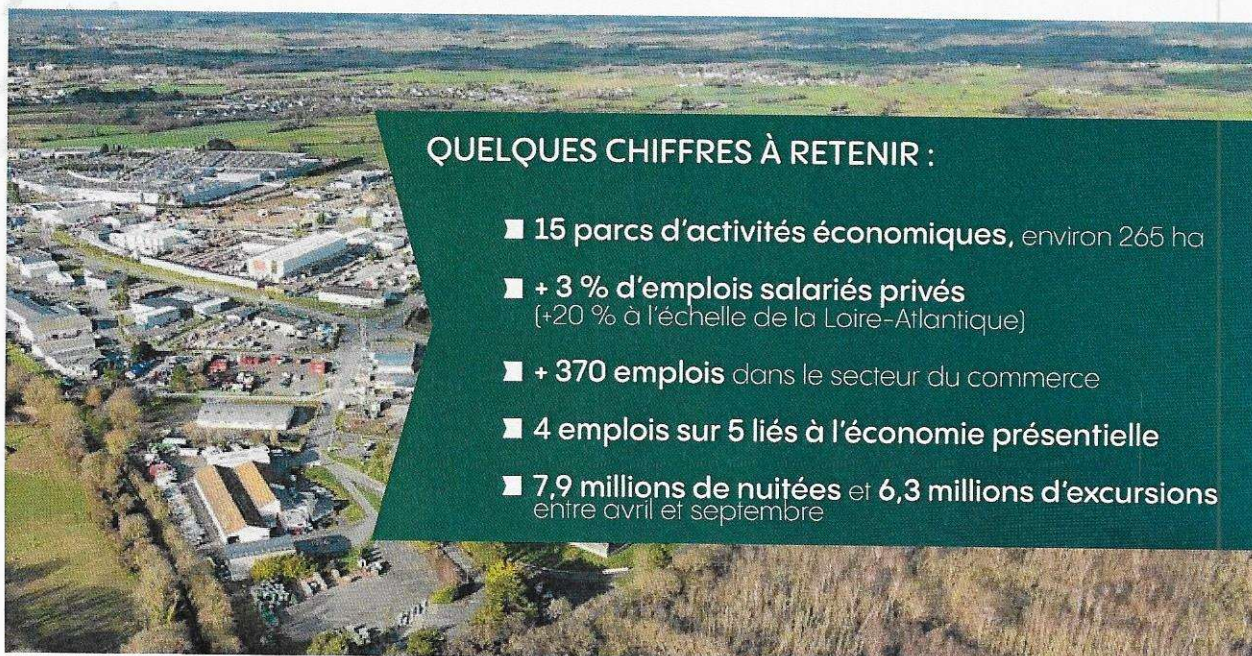 QUELQUES CHIFFRES À RETENIR :
15 parcs d'activités économiques, environ 265 ha
+ 3 % d'emplois salariés privés
(+20 % à l'échelle de la Loire-Atlantique)
+ 370 emplois dans le secteur du commerce
4 emplois sur 5 liés à l'économie présentielle
7,9 millions de nuitées et 6,3 millions d'excursions
entre avril et septembre